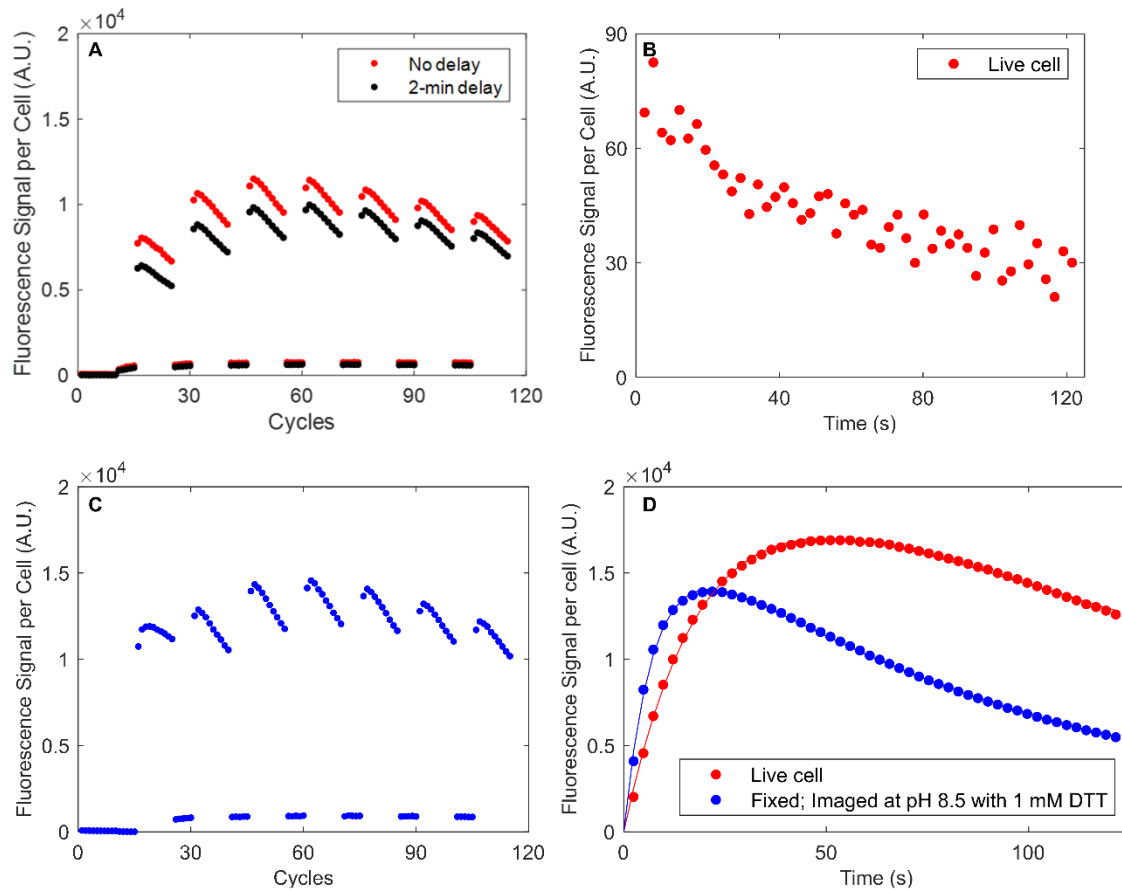 A
×10⁴
Fluorescence Signal per Cell (A.U.)
2
1.5
1
0.5
0
0 30 60 90 120
Cycles
No delay
2-min delay
B
Fluorescence Signal per Cell (A.U.)
90
60
30
0
0 40 80 120
Time (s)
Live cell
C
×10⁴
Fluorescence Signal per Cell (A.U.)
2
1.5
1
0.5
0
0 30 60 90 120
Cycles
D
×10⁴
Fluorescence Signal per cell (A.U.)
2
1.5
1
0.5
0
0 50 100
Time (s)
Live cell
Fixed; Imaged at pH 8.5 with 1 mM DTT